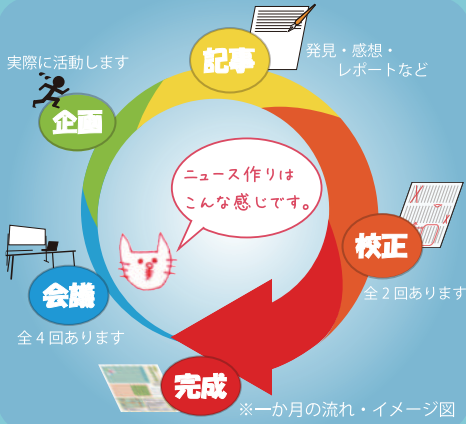 記事
発見・感想・
レポートなど
実際に活動します
企画
ニュース作りは
こんな感じです。
校正
全2回あります
会議
全4回あります
完成
※一か月の流れ・イメージ図